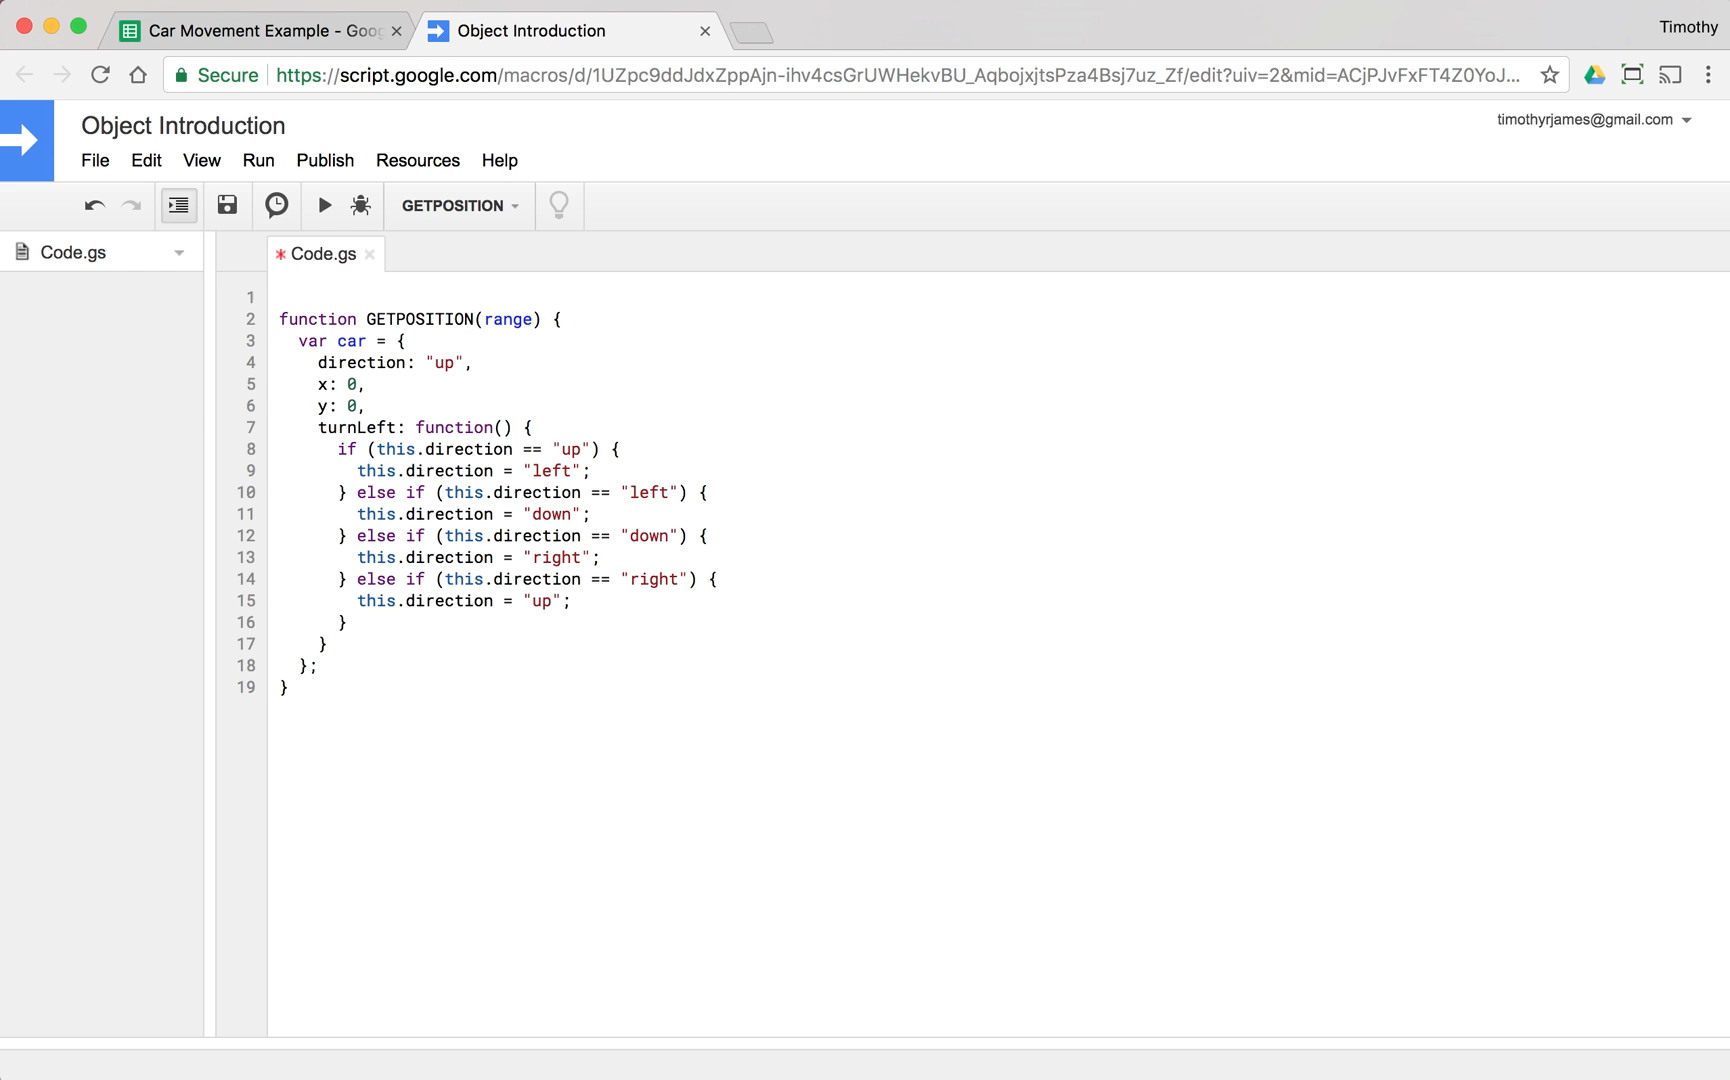 Car Movement Example - Goog
Object Introduction
Timothy
Secure https://script.google.com/macros/d/1UZpc9ddJdxZppAjn-ihv4csGrUWHekvBU_AqbojxjtsPza4Bsj7uz_Zf/edit?uiv=2&mid=ACjPJvFxFT4Z0YoJ...
Object Introduction
timothyrjames@gmail.com
File Edit View Run Publish Resources Help
GETPOSITION
Code.gs
* Code.gs
1
2 function GETPOSITION(range) {
3   var car = {
4     direction: "up",
5     x: 0,
6     y: 0,
7     turnLeft: function() {
8       if (this.direction == "up") {
9         this.direction = "left";
10       } else if (this.direction == "left") {
11         this.direction = "down";
12       } else if (this.direction == "down") {
13         this.direction = "right";
14       } else if (this.direction == "right") {
15         this.direction = "up";
16       }
17     }
18   };
19 }